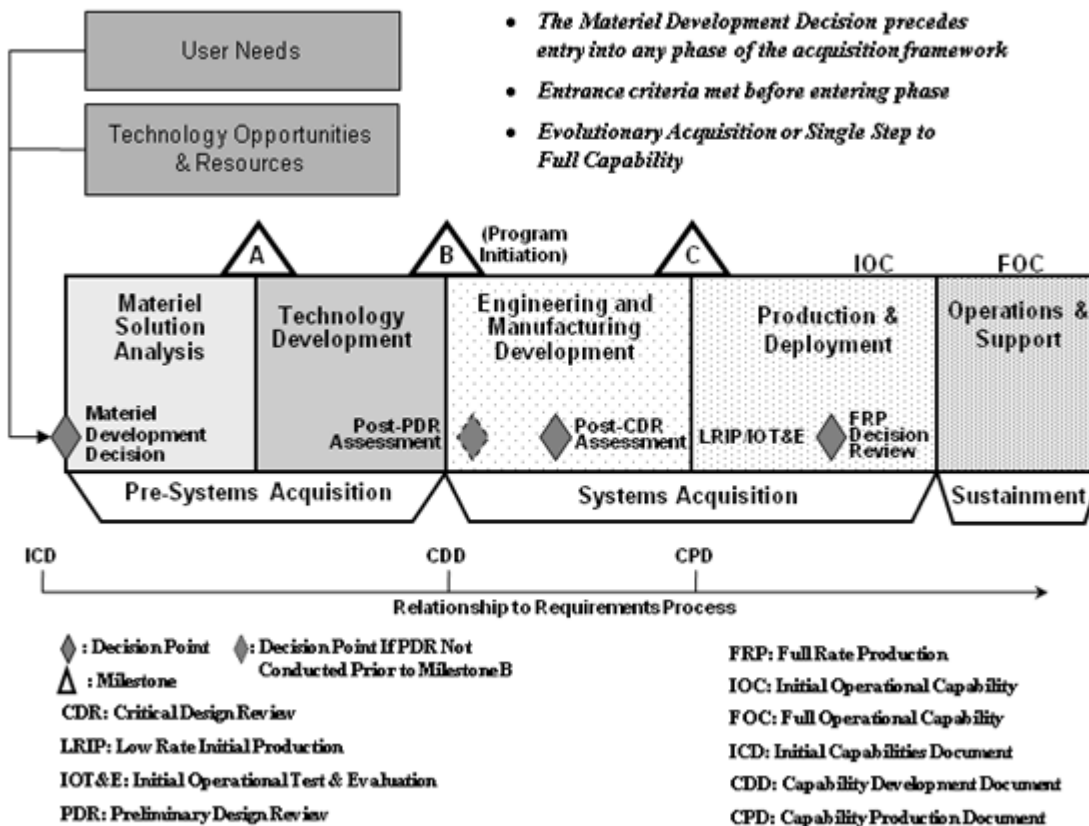 User Needs
Technology Opportunities
& Resources
• The Materiel Development Decision precedes
entry into any phase of the acquisition framework
• Entrance criteria met before entering phase
• Evolutionary Acquisition or Single Step to
Full Capability
A
B
(Program
Initiation)
C
IOC
FOC
Materiel
Solution
Analysis
Technology
Development
Engineering and
Manufacturing
Development
Production &
Deployment
Operations &
Support
Materiel
Development
Decision
Post-PDR
Assessment
Post-CDR
Assessment
LRIP/IOT&E
FRP
Decision
Review
Pre-Systems Acquisition
Systems Acquisition
Sustainment
ICD
CDD
CPD
Relationship to Requirements Process
: Decision Point
: Decision Point If PDR Not
Conducted Prior to Milestone B
: Milestone
CDR: Critical Design Review
LRIP: Low Rate Initial Production
IOT&E: Initial Operational Test & Evaluation
PDR: Preliminary Design Review
FRP: Full Rate Production
IOC: Initial Operational Capability
FOC: Full Operational Capability
ICD: Initial Capabilities Document
CDD: Capability Development Document
CPD: Capability Production Document